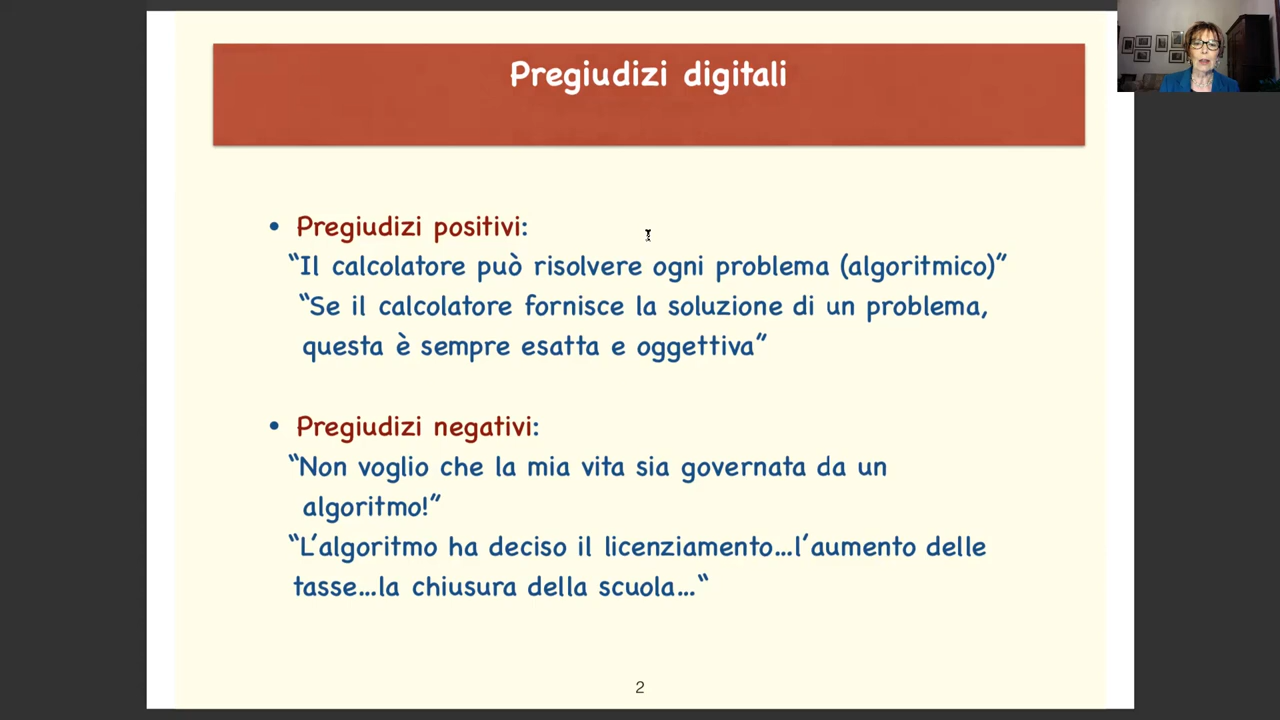 Pregiudizi digitali
• Pregiudizi positivi:
“Il calcolatore può risolvere ogni problema (algoritmico)”
“Se il calcolatore fornisce la soluzione di un problema,
questa è sempre esatta e oggettiva”
• Pregiudizi negativi:
“Non voglio che la mia vita sia governata da un
algoritmo!”
“L’algoritmo ha deciso il licenziamento...l’aumento delle
tasse...la chiusura della scuola...“
2